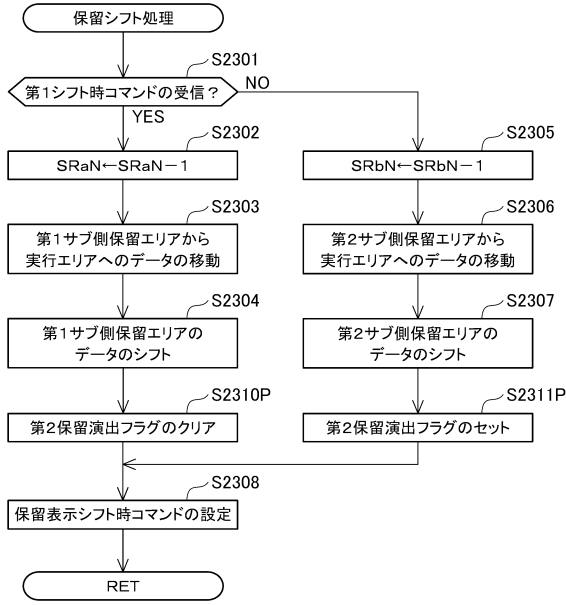 保留シフト処理
S2301
第1シフト時コマンドの受信？
NO
YES
S2302
SRaN←SRaN－1
S2305
SRbN←SRbN－1
S2303
第1サブ側保留エリアから
実行エリアへのデータの移動
S2306
第2サブ側保留エリアから
実行エリアへのデータの移動
S2304
第1サブ側保留エリアの
データのシフト
S2307
第2サブ側保留エリアの
データのシフト
S2310P
第2保留演出フラグのクリア
S2311P
第2保留演出フラグのセット
S2308
保留表示シフト時コマンドの設定
RET